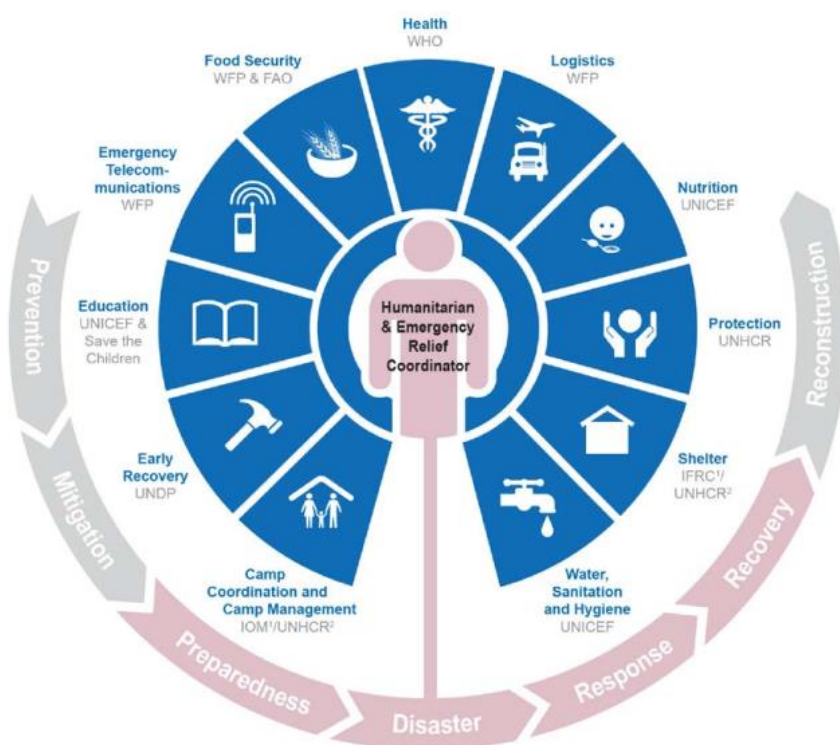 Health
WHO
Food Security
WFP & FAO
Logistics
WFP
Emergency
Telecom-
munications
WFP
Nutrition
UNICEF
Education
UNICEF &
Save the
Children
Humanitarian
& Emergency
Relief
Coordinator
Protection
UNHCR
Early
Recovery
UNDP
Shelter
IFRC¹/
UNHCR²
Camp
Coordination and
Camp Management
IOM¹/UNHCR²
Water,
Sanitation
and Hygiene
UNICEF
Prevention
Mitigation
Preparedness
Disaster
Response
Recovery
Reconstruction